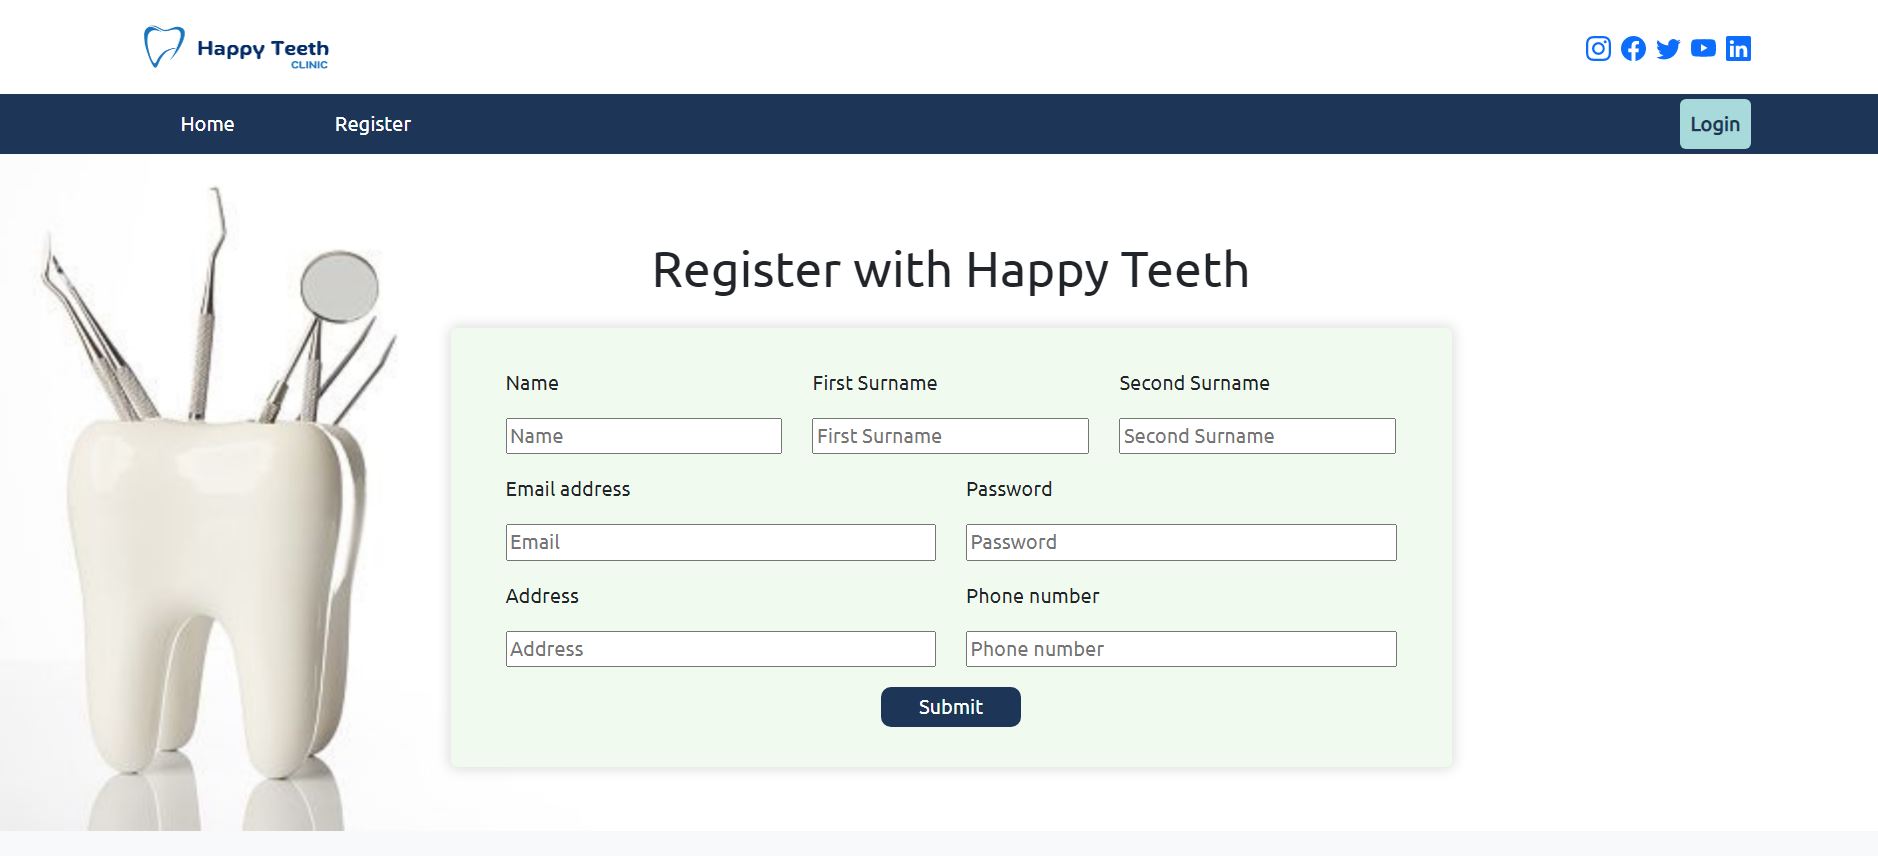 Happy Teeth
CLINIC
Home Register Login
Register with Happy Teeth
Name First Surname Second Surname
Name First Surname Second Surname
Email address Password
Email Password
Address Phone number
Address Phone number
Submit